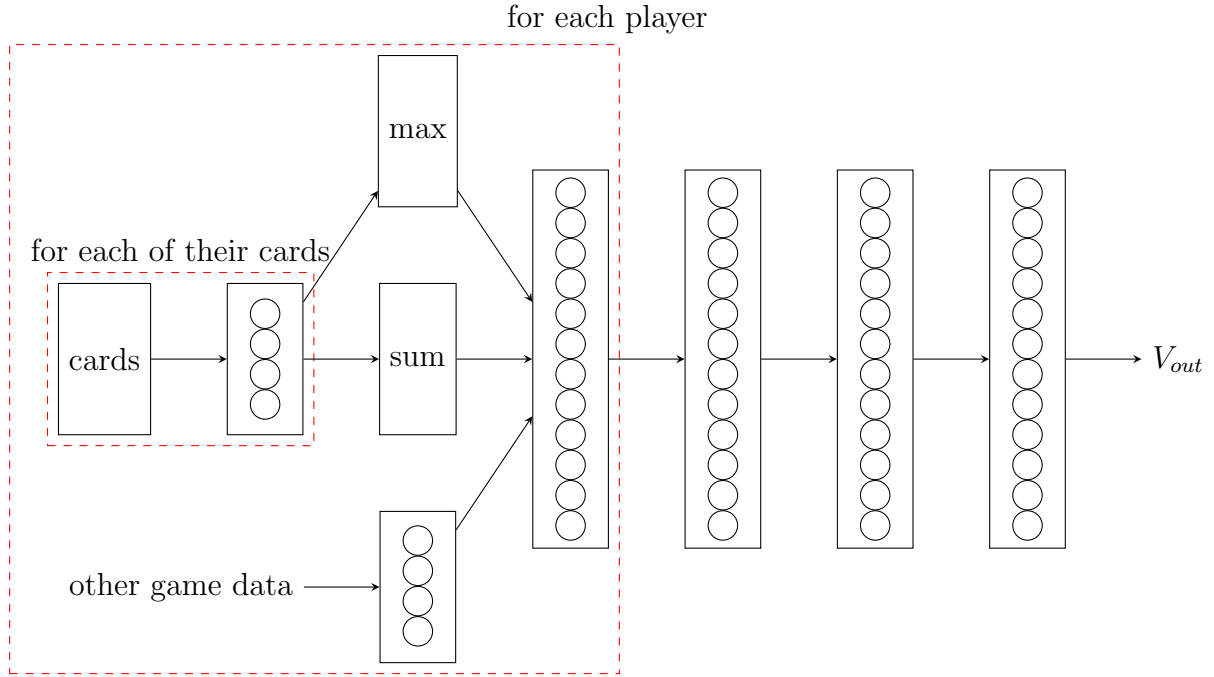 for each player
max
for each of their cards
cards
sum
V_out
other game data